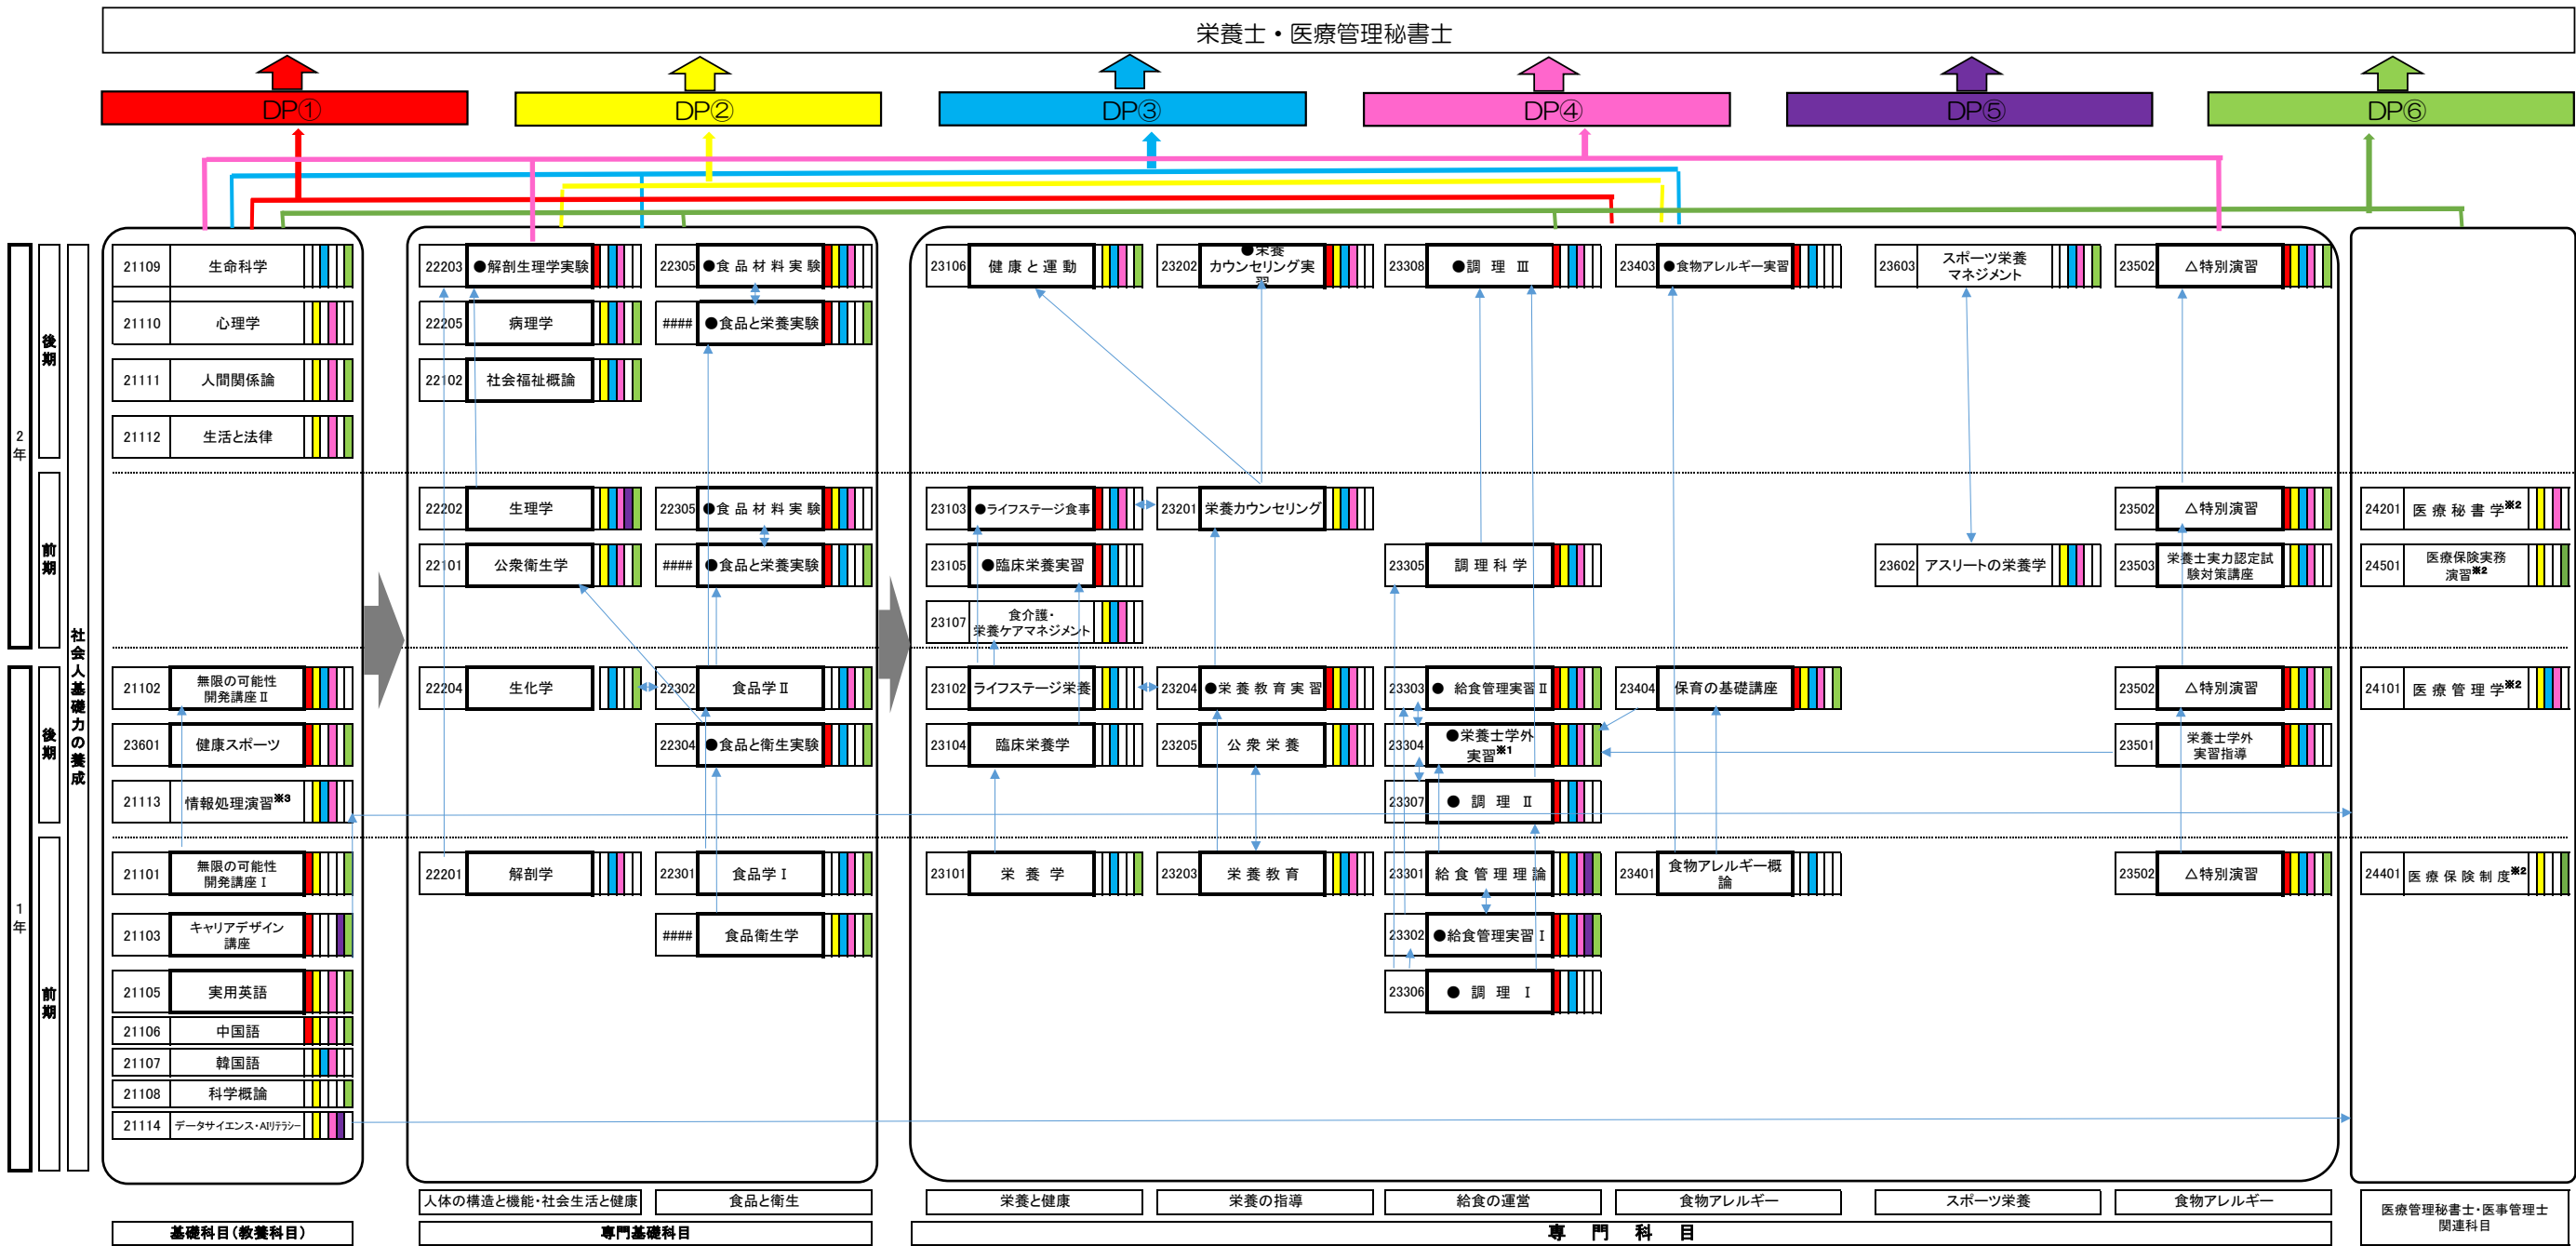 栄養士・医療管理秘書士
DP①
DP②
DP③
DP④
DP⑤
DP⑥
2年
後期
前期
1年
後期
前期
社会人基礎力の養成
21109 生命科学
21110 心理学
21111 人間関係論
21112 生活と法律
21102 無限の可能性
開発講座Ⅱ
23601 健康スポーツ
21113 情報処理演習※3
21101 無限の可能性
開発講座Ⅰ
21103 キャリアデザイン
講座
21105 実用英語
21106 中国語
21107 韓国語
21108 科学概論
21114 データサイエンス・AIリテラシー
基礎科目(教養科目)
22203 ●解剖生理学実験
22205 病理学
22102 社会福祉概論
22202 生理学
22101 公衆衛生学
22204 生化学
22201 解剖学
人体の構造と機能・社会生活と健康
22305 ●食品材料実験
#### ●食品と栄養実験
22305 ●食品材料実験
#### ●食品と栄養実験
22302 食品学Ⅱ
22304 ●食品と衛生実験
22301 食品学Ⅰ
#### 食品衛生学
食品と衛生
専門基礎科目
23106 健康と運動
23103 ●ライフステージ食事
23105 ●臨床栄養実習
23107 食介護・
栄養ケアマネジメント
23102 ライフステージ栄養
23104 臨床栄養学
23101 栄養学
栄養と健康
23202 ●栄養
カウンセリング実
習
23201 栄養カウンセリング
23204 ●栄養教育実習
23205 公衆栄養
23203 栄養教育
栄養の指導
23308 ●調理Ⅲ
23305 調理科学
23303 ● 給食管理実習Ⅱ
23304 ●栄養士学外
実習※1
23307 ● 調理Ⅱ
23301 給食管理理論
23302 ●給食管理実習Ⅰ
23306 ● 調理Ⅰ
給食の運営
23403 ●食物アレルギー実習
23404 保育の基礎講座
23401 食物アレルギー概
論
食物アレルギー
23603 スポーツ栄養
マネジメント
23602 アスリートの栄養学
スポーツ栄養
23502 △特別演習
23502 △特別演習
23503 栄養士実力認定試
験対策講座
23502 △特別演習
23501 栄養士学外
実習指導
23502 △特別演習
食物アレルギー
専門科目
24201 医療秘書学※2
24501 医療保険実務
演習※2
24101 医療管理学※2
24401 医療保険制度※2
医療管理秘書士・医事管理士
関連科目